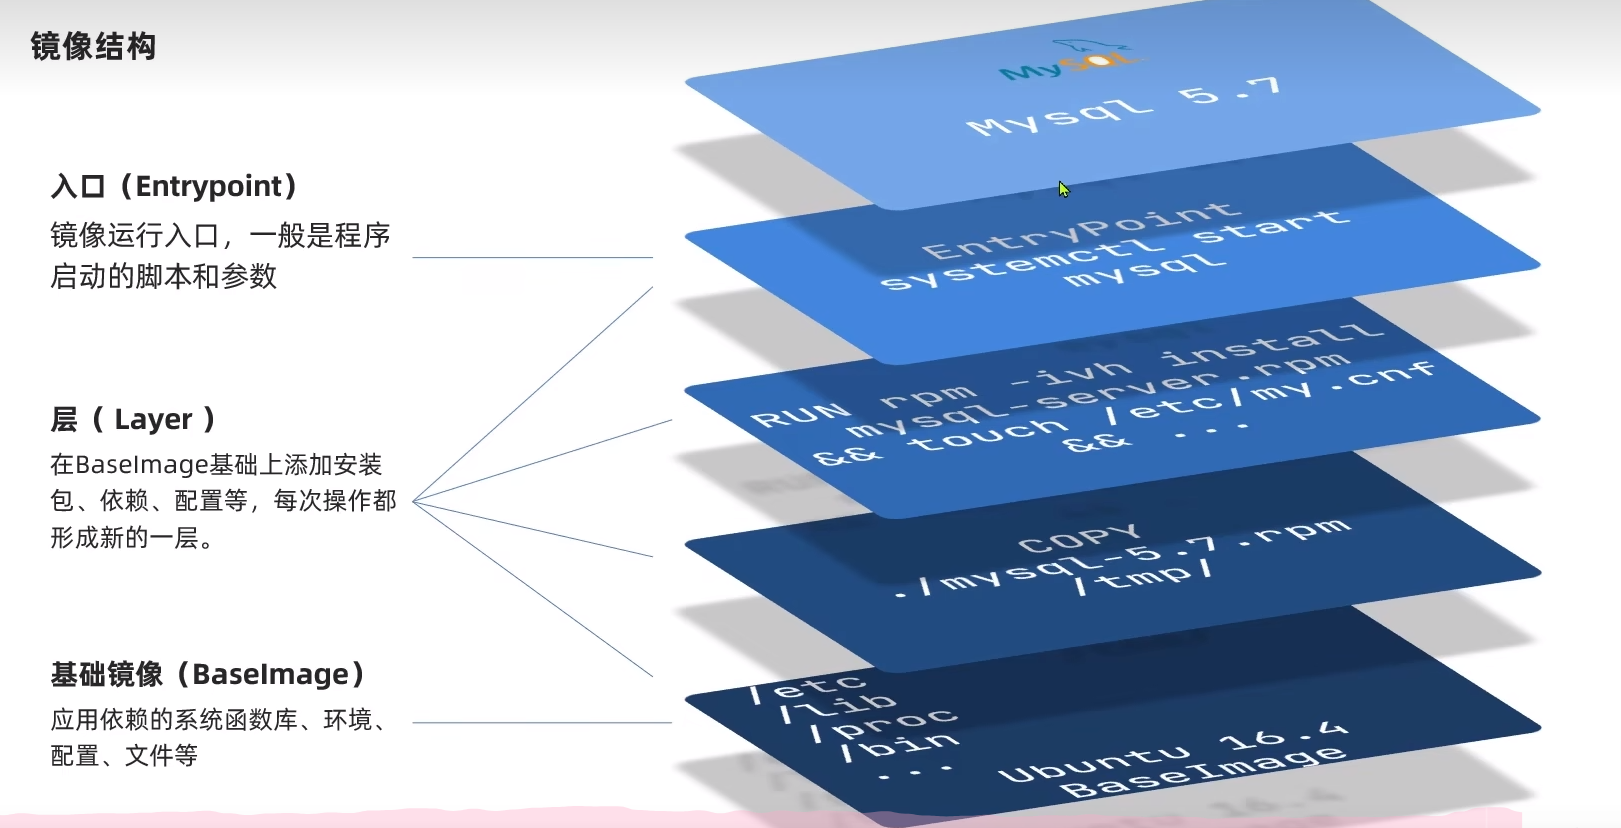 镜像结构
入口（Entrypoint）
镜像运行入口，一般是程序
启动的脚本和参数
层（ Layer ）
在BaseImage基础上添加安装
包、依赖、配置等，每次操作都
形成新的一层。
基础镜像（BaseImage）
应用依赖的系统函数库、环境、
配置、文件等
MySQL
Mysql 5.7
EntryPoint
systemctl start
mysql
RUN rpm -ivh install
mysql-server.rpm
&& touch /etc/my.cnf
&& ...
COPY
./mysql-5.7.rpm
/tmp/
/etc
/lib
/proc
/bin
...
Ubuntu 16.4
BaseImage